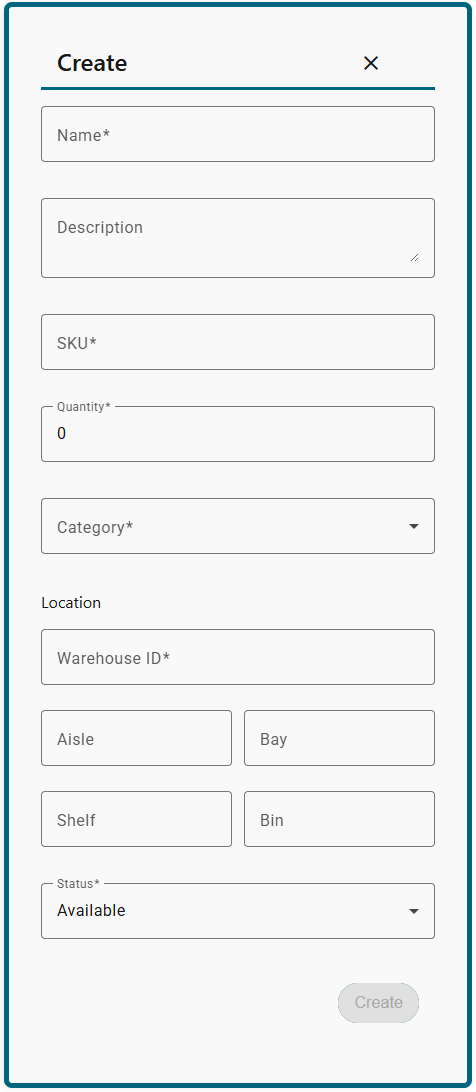 Create
Name*
Description
SKU*
Quantity*
0
Category*
Location
Warehouse ID*
Aisle
Bay
Shelf
Bin
Status*
Available
Create